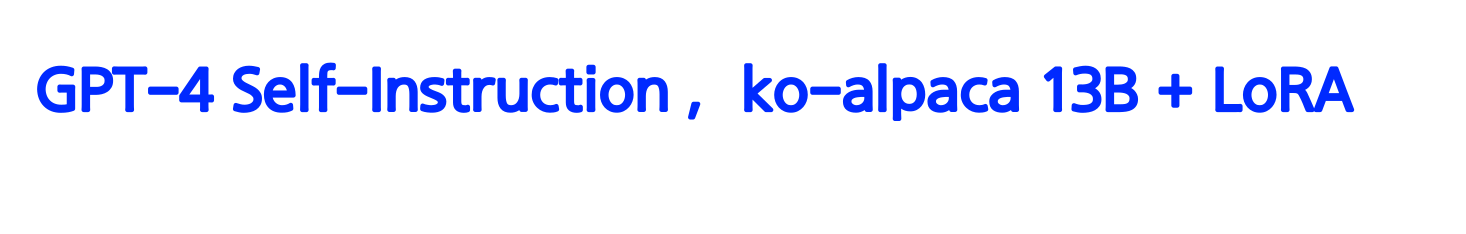 GPT-4 Self-Instruction , ko-alpaca 13B + LoRA